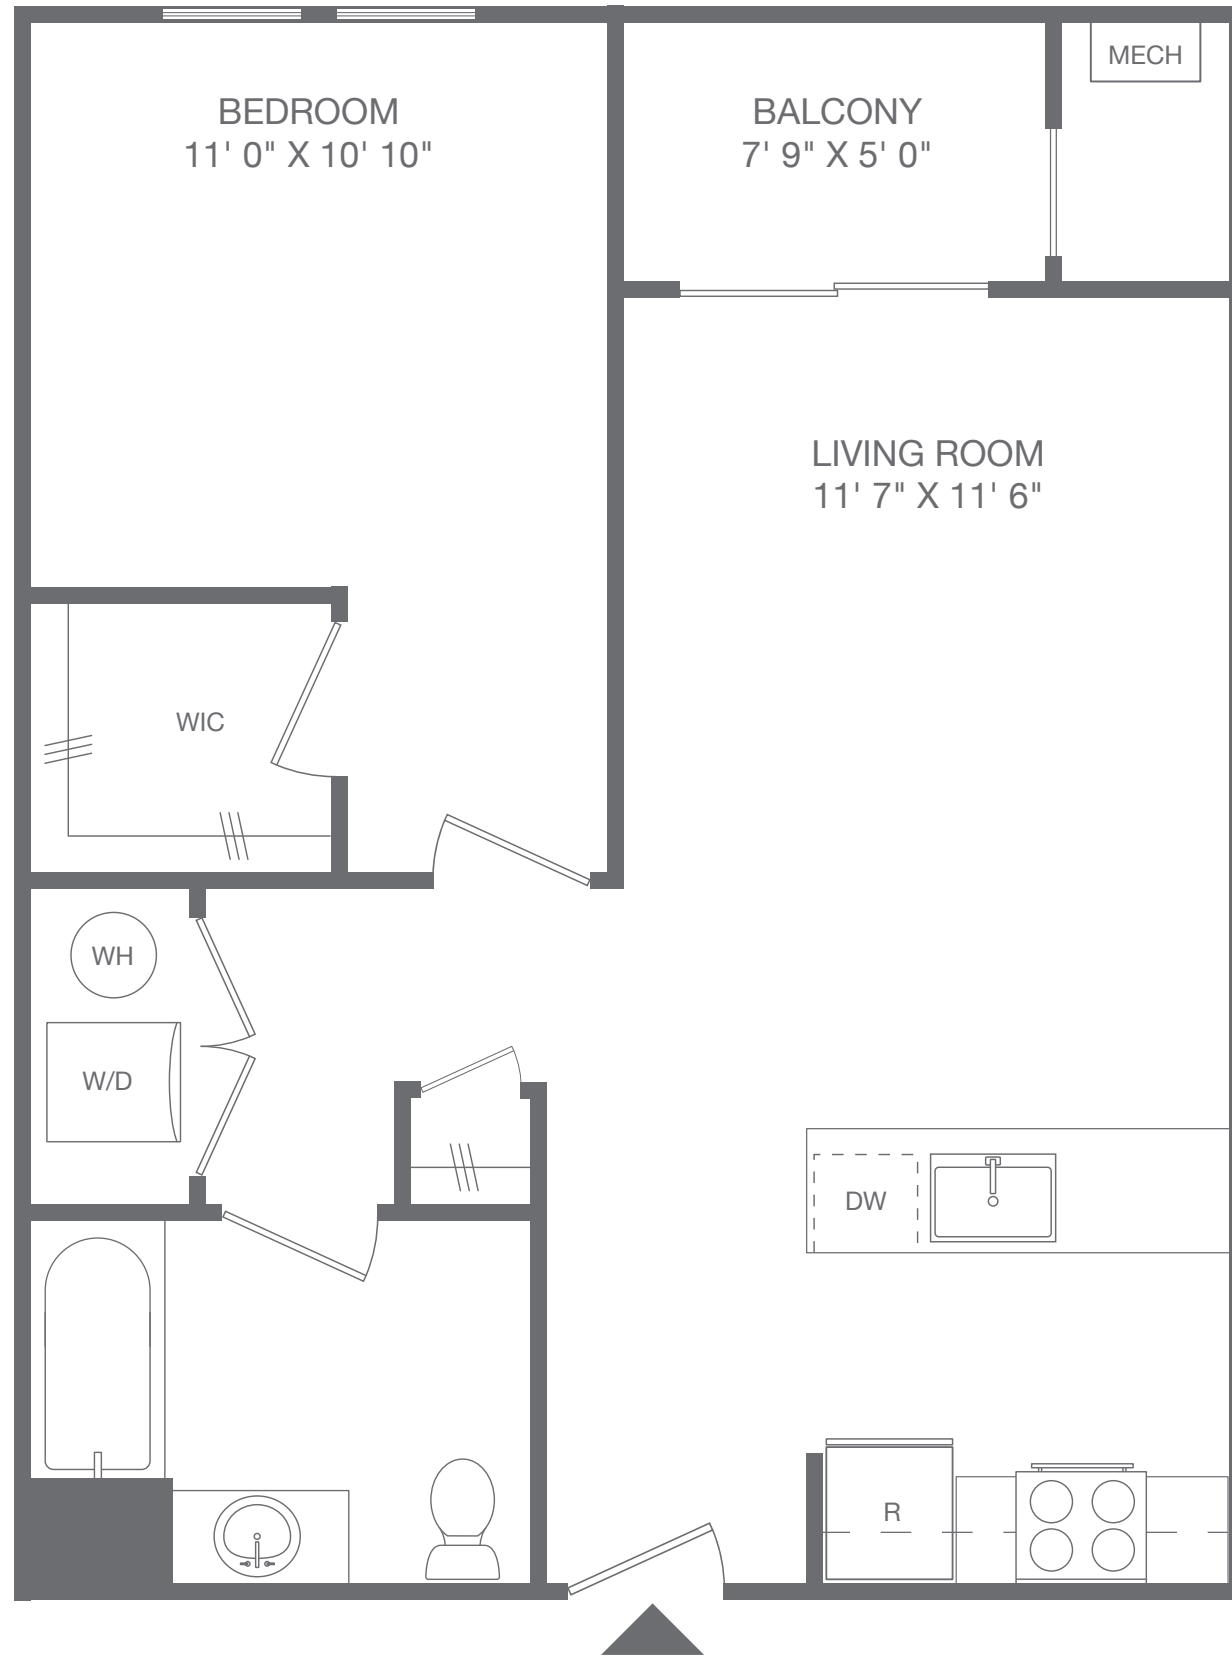 MECH
BEDROOM
11' 0" X 10' 10"
BALCONY
7' 9" X 5' 0"
LIVING ROOM
11' 7" X 11' 6"
WIC
WH
W/D
DW
R